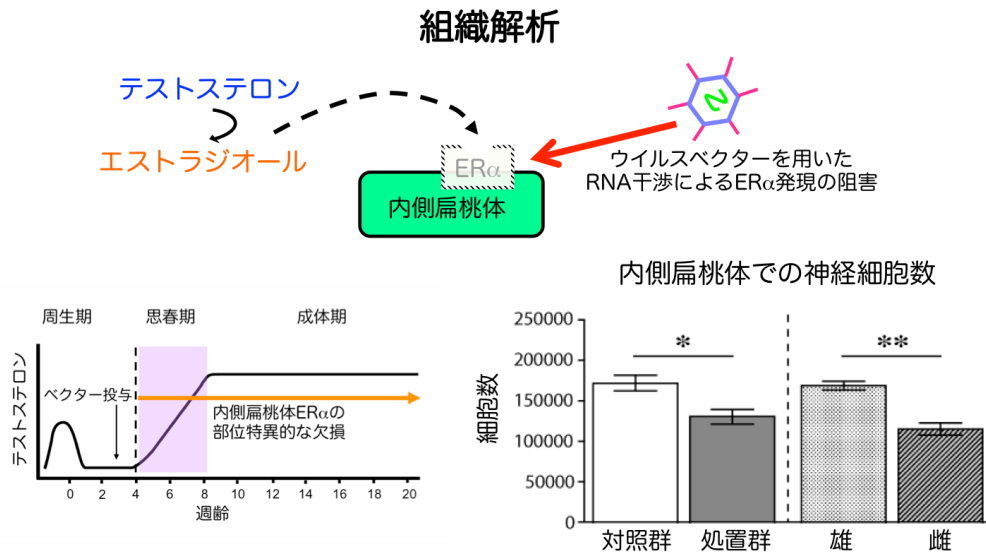 組織解析
テストステロン
エストラジオール
ERα
内側扁桃体
ウイルスベクターを用いた
RNA干渉によるERα発現の阻害
周生期
思春期
成体期
テストステロン
ベクター投与
内側扁桃体ERαの
部位特異的な欠損
0 2 4 6 8 10 12 14 16 18 20
週齢
内側扁桃体での神経細胞数
細胞数
250000
200000
150000
100000
50000
0
*
**
対照群 処置群 雄 雌